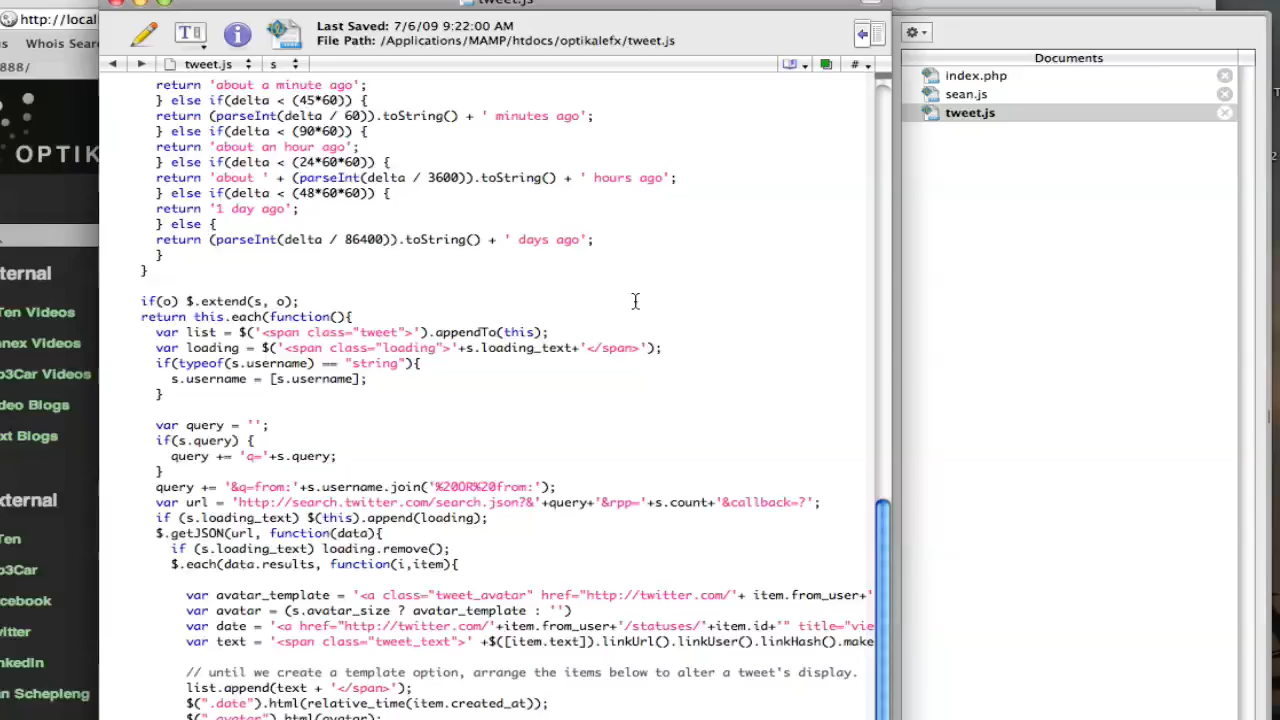 tweet.js
http://local
Last Saved: 7/6/09 9:22:00 AM
File Path: /Applications/MAMP/htdocs/optikalefx/tweet.js
Whois Sear
888/
tweet.js
s
#
Documents
index.php
sean.js
tweet.js
OPTIK
return 'about a minute ago';
} else if(delta < (45*60)) {
return (parseInt(delta / 60)).toString() + ' minutes ago';
} else if(delta < (90*60)) {
return 'about an hour ago';
} else if(delta < (24*60*60)) {
return 'about ' + (parseInt(delta / 3600)).toString() + ' hours ago';
} else if(delta < (48*60*60)) {
return '1 day ago';
} else {
return (parseInt(delta / 86400)).toString() + ' days ago';
}
}
if(o) $.extend(s, o);
return this.each(function(){
var list = $('<span class="tweet">').appendTo(this);
var loading = $('<span class="loading">'+s.loading_text+'</span>');
if(typeof(s.username) == "string"){
s.username = [s.username];
}
var query = '';
if(s.query) {
query += 'q='+s.query;
}
query += '&q=from:'+s.username.join('%20OR%20from:');
var url = 'http://search.twitter.com/search.json?&'+query+'&rpp='+s.count+'&callback=?';
if (s.loading_text) $(this).append(loading);
$.getJSON(url, function(data){
if (s.loading_text) loading.remove();
$.each(data.results, function(i,item){
var avatar_template = '<a class="tweet_avatar" href="http://twitter.com/'+ item.from_user+'
var avatar = (s.avatar_size ? avatar_template : '')
var date = '<a href="http://twitter.com/'+item.from_user+'/statuses/'+item.id+'" title="vie
var text = '<span class="tweet_text">' +$([item.text]).linkUrl().linkUser().linkHash().make
// until we create a template option, arrange the items below to alter a tweet's display.
list.append(text + '</span>');
$(".date").html(relative_time(item.created_at));
$(".avatar").html(avatar);
ternal
Ten Videos
nnex Videos
p3Car Videos
deo Blogs
xt Blogs
xternal
Ten
p3Car
cebook
itter
nkedIn
an Schepleng